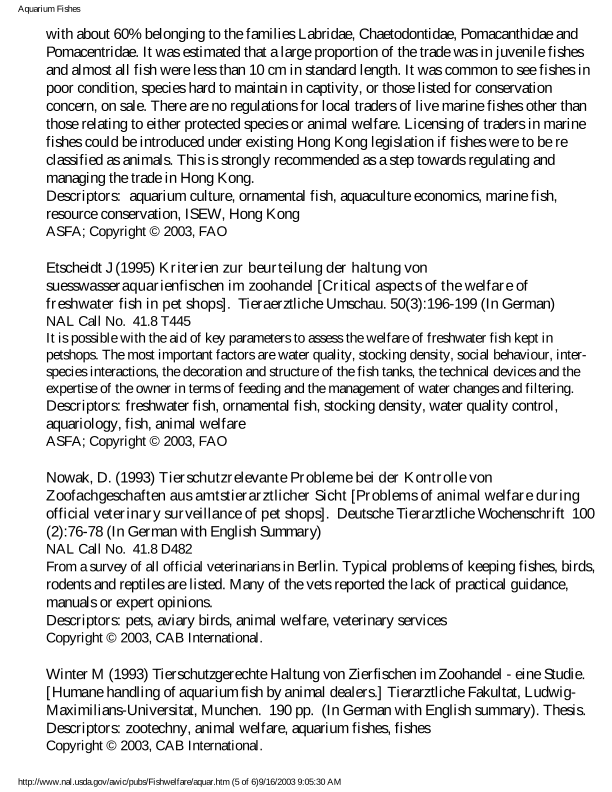 Aquarium Fishes
with about 60% belonging to the families Labridae, Chaetodontidae, Pomacanthidae and
Pomacentridae. It was estimated that a large proportion of the trade was in juvenile fishes
and almost all fish were less than 10 cm in standard length. It was common to see fishes in
poor condition, species hard to maintain in captivity, or those listed for conservation
concern, on sale. There are no regulations for local traders of live marine fishes other than
those relating to either protected species or animal welfare. Licensing of traders in marine
fishes could be introduced under existing Hong Kong legislation if fishes were to be re
classified as animals. This is strongly recommended as a step towards regulating and
managing the trade in Hong Kong.
Descriptors: aquarium culture, ornamental fish, aquaculture economics, marine fish,
resource conservation, ISEW, Hong Kong
ASFA; Copyright © 2003, FAO
Etscheidt J (1995) Kriterien zur beurteilung der haltung von
suesswasseraquarienfischen im zoohandel [Critical aspects of the welfare of
freshwater fish in pet shops]. Tieraerztliche Umschau. 50(3):196-199 (In German)
NAL Call No. 41.8 T445
It is possible with the aid of key parameters to assess the welfare of freshwater fish kept in
petshops. The most important factors are water quality, stocking density, social behaviour, inter-
species interactions, the decoration and structure of the fish tanks, the technical devices and the
expertise of the owner in terms of feeding and the management of water changes and filtering.
Descriptors: freshwater fish, ornamental fish, stocking density, water quality control,
aquariology, fish, animal welfare
ASFA; Copyright © 2003, FAO
Nowak, D. (1993) Tierschutzrelevante Probleme bei der Kontrolle von
Zoofachgeschaften aus amtstierarztlicher Sicht [Problems of animal welfare during
official veterinary surveillance of pet shops]. Deutsche Tierarztliche Wochenschrift 100
(2):76-78 (In German with English Summary)
NAL Call No. 41.8 D482
From a survey of all official veterinarians in Berlin. Typical problems of keeping fishes, birds,
rodents and reptiles are listed. Many of the vets reported the lack of practical guidance,
manuals or expert opinions.
Descriptors: pets, aviary birds, animal welfare, veterinary services
Copyright © 2003, CAB International.
Winter M (1993) Tierschutzgerechte Haltung von Zierfischen im Zoohandel - eine Studie.
[Humane handling of aquarium fish by animal dealers.] Tierarztliche Fakultat, Ludwig-
Maximilians-Universitat, Munchen. 190 pp. (In German with English summary). Thesis.
Descriptors: zootechny, animal welfare, aquarium fishes, fishes
Copyright © 2003, CAB International.
http://www.nal.usda.gov/awic/pubs/Fishwelfare/aquar.htm (5 of 6)9/16/2003 9:05:30 AM